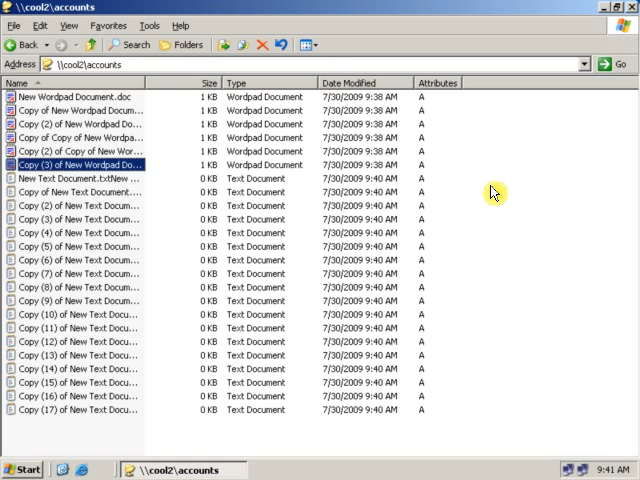 \\cool2\accounts
File Edit View Favorites Tools Help
Back Search Folders
Address \\cool2\accounts Go
Name Size Type Date Modified Attributes
New Wordpad Document.doc 1 KB Wordpad Document 7/30/2009 9:38 AM A
Copy of New Wordpad Docum... 1 KB Wordpad Document 7/30/2009 9:38 AM A
Copy (2) of New Wordpad Do... 1 KB Wordpad Document 7/30/2009 9:38 AM A
Copy of Copy of New Wordpa... 1 KB Wordpad Document 7/30/2009 9:38 AM A
Copy (2) of Copy of New Wor... 1 KB Wordpad Document 7/30/2009 9:38 AM A
Copy (3) of New Wordpad Do... 1 KB Wordpad Document 7/30/2009 9:38 AM A
New Text Document.txtNew ... 0 KB Text Document 7/30/2009 9:40 AM A
Copy of New Text Document.... 0 KB Text Document 7/30/2009 9:40 AM A
Copy (2) of New Text Docum... 0 KB Text Document 7/30/2009 9:40 AM A
Copy (3) of New Text Docum... 0 KB Text Document 7/30/2009 9:40 AM A
Copy (4) of New Text Docum... 0 KB Text Document 7/30/2009 9:40 AM A
Copy (5) of New Text Docum... 0 KB Text Document 7/30/2009 9:40 AM A
Copy (6) of New Text Docum... 0 KB Text Document 7/30/2009 9:40 AM A
Copy (7) of New Text Docum... 0 KB Text Document 7/30/2009 9:40 AM A
Copy (8) of New Text Docum... 0 KB Text Document 7/30/2009 9:40 AM A
Copy (9) of New Text Docum... 0 KB Text Document 7/30/2009 9:40 AM A
Copy (10) of New Text Docu... 0 KB Text Document 7/30/2009 9:40 AM A
Copy (11) of New Text Docu... 0 KB Text Document 7/30/2009 9:40 AM A
Copy (12) of New Text Docu... 0 KB Text Document 7/30/2009 9:40 AM A
Copy (13) of New Text Docu... 0 KB Text Document 7/30/2009 9:40 AM A
Copy (14) of New Text Docu... 0 KB Text Document 7/30/2009 9:40 AM A
Copy (15) of New Text Docu... 0 KB Text Document 7/30/2009 9:40 AM A
Copy (16) of New Text Docu... 0 KB Text Document 7/30/2009 9:40 AM A
Copy (17) of New Text Docu... 0 KB Text Document 7/30/2009 9:40 AM A
Start \\cool2\accounts 9:41 AM